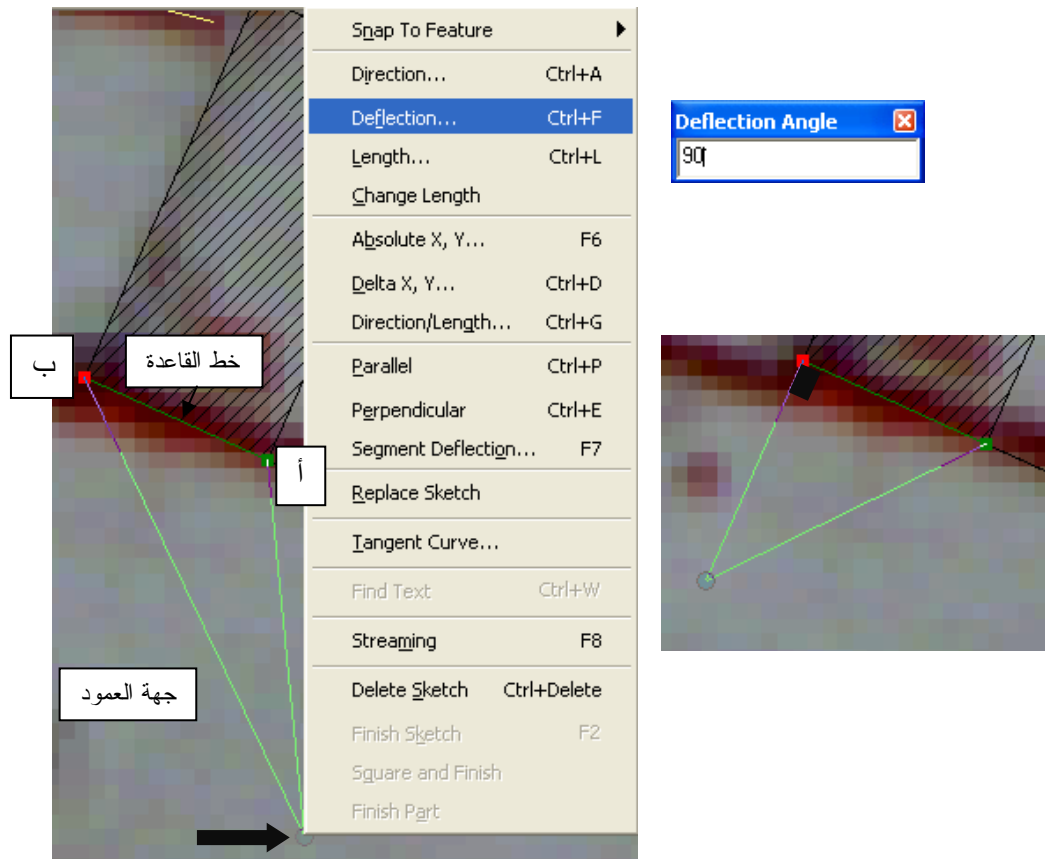 Snap To Feature
Direction... Ctrl+A
Deflection... Ctrl+F
Length... Ctrl+L
Change Length
Absolute X, Y... F6
Delta X, Y... Ctrl+D
Direction/Length... Ctrl+G
Parallel Ctrl+P
Perpendicular Ctrl+E
Segment Deflection... F7
Replace Sketch
Tangent Curve...
Find Text Ctrl+W
Streaming F8
Delete Sketch Ctrl+Delete
Finish Sketch F2
Square and Finish
Finish Part
Deflection Angle
90
خط القاعدة
ب
أ
جهة العمود